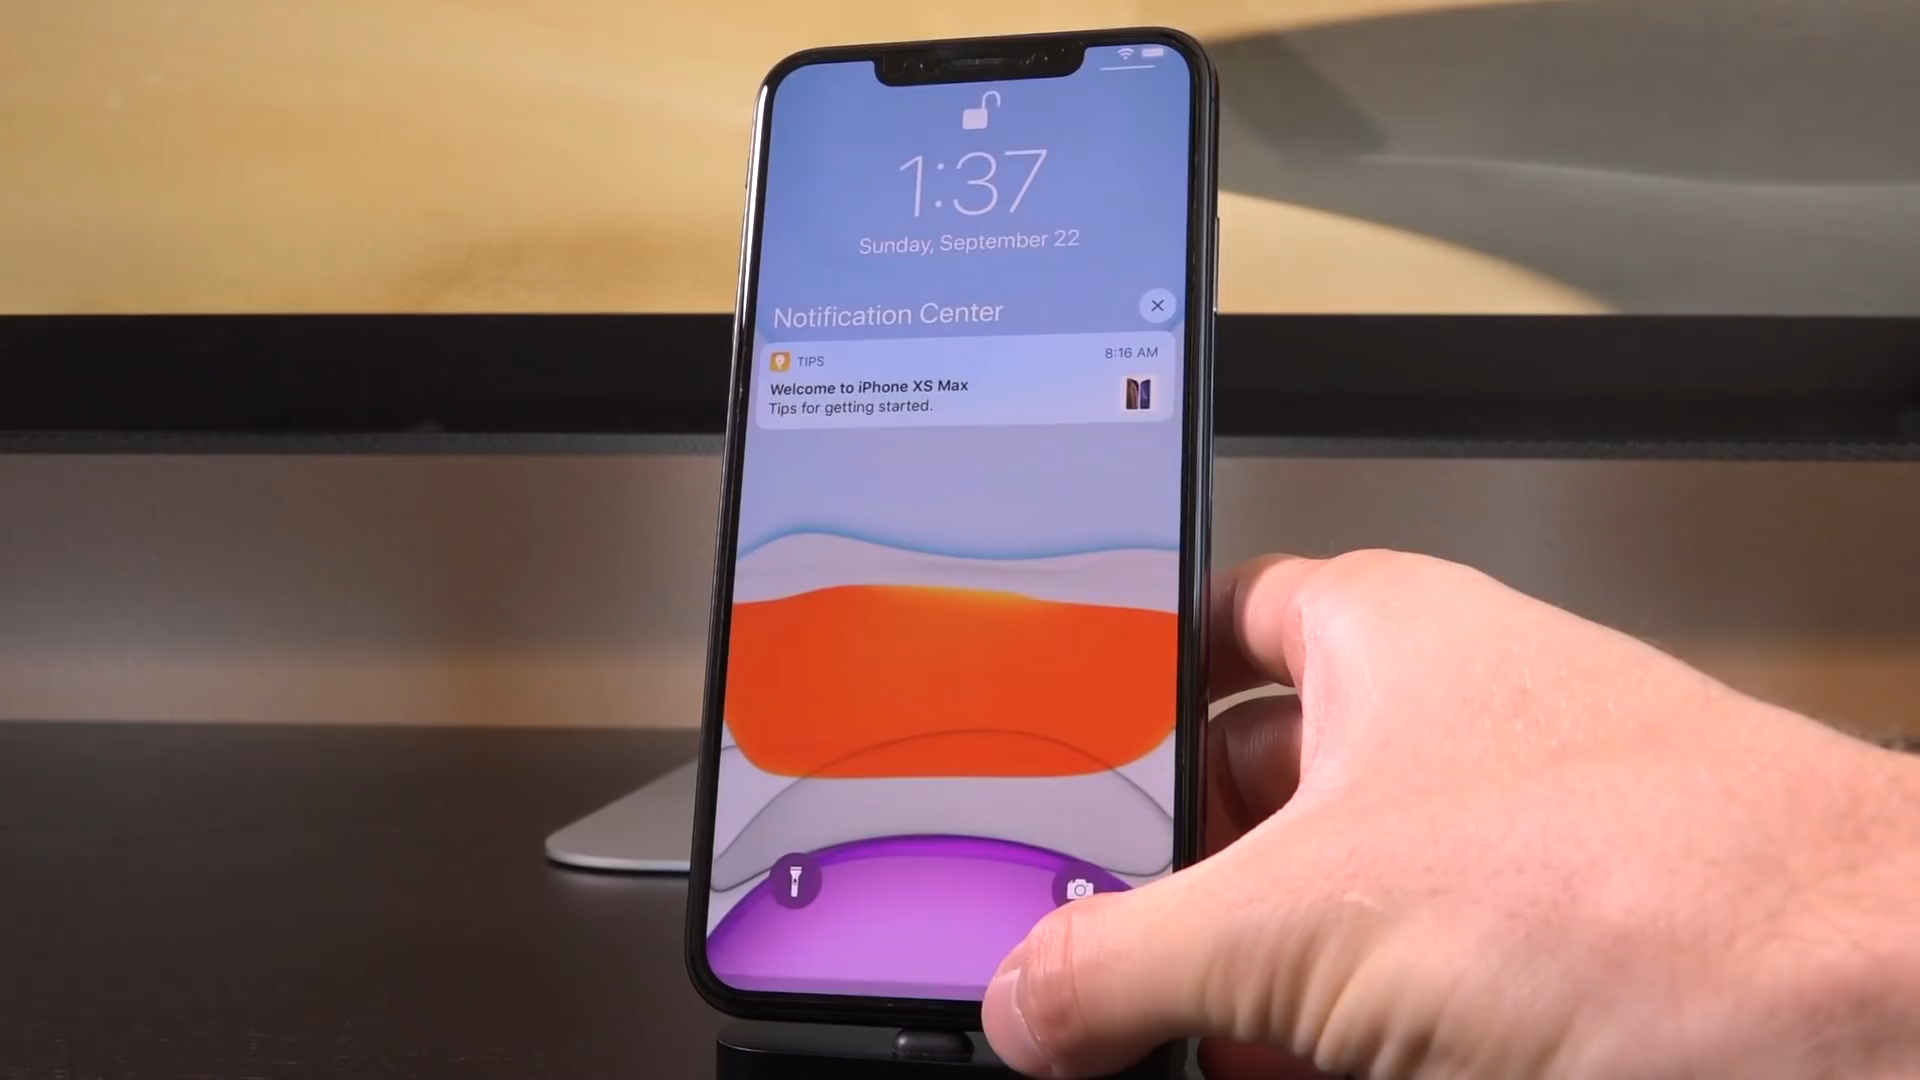 1:37
Sunday, September 22
Notification Center
TIPS
8:16 AM
Welcome to iPhone XS Max
Tips for getting started.